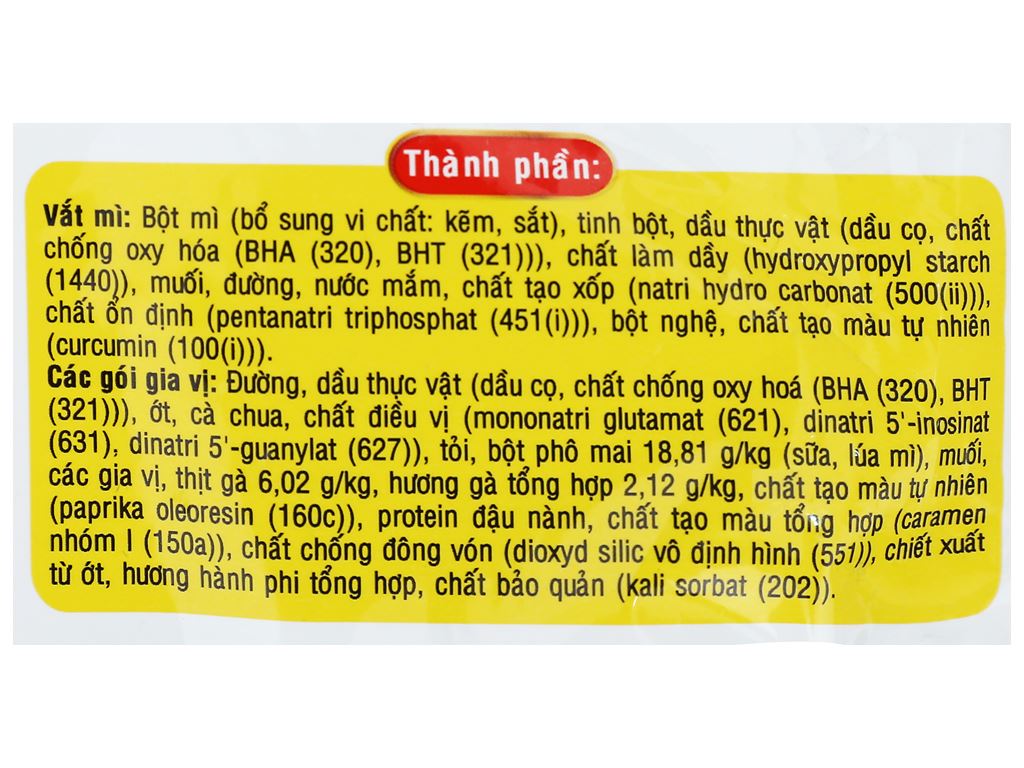 Thành phần:
Vắt mì: Bột mì (bổ sung vi chất: kẽm, sắt), tinh bột, dầu thực vật (dầu cọ, chất
chống oxy hóa (BHA (320), BHT (321))), chất làm dầy (hydroxypropyl starch
(1440)), muối, đường, nước mắm, chất tạo xốp (natri hydro carbonat (500(ii))),
chất ổn định (pentanatri triphosphat (451(i))), bột nghệ, chất tạo màu tự nhiên
(curcumin (100(i))).
Các gói gia vị: Đường, dầu thực vật (dầu cọ, chất chống oxy hoá (BHA (320), BHT
(321))), ớt, cà chua, chất điều vị (mononatri glutamat (621), dinatri 5'-inosinat
(631), dinatri 5'-guanylat (627)), tỏi, bột phô mai 18,81 g/kg (sữa, lúa mì), muối,
các gia vị, thịt gà 6,02 g/kg, hương gà tổng hợp 2,12 g/kg, chất tạo màu tự nhiên
(paprika oleoresin (160c)), protein đậu nành, chất tạo màu tổng hợp (caramen
nhóm I (150a)), chất chống đông vón (dioxyd silic vô định hình (551)), chiết xuất
từ ớt, hương hành phi tổng hợp, chất bảo quản (kali sorbat (202)).